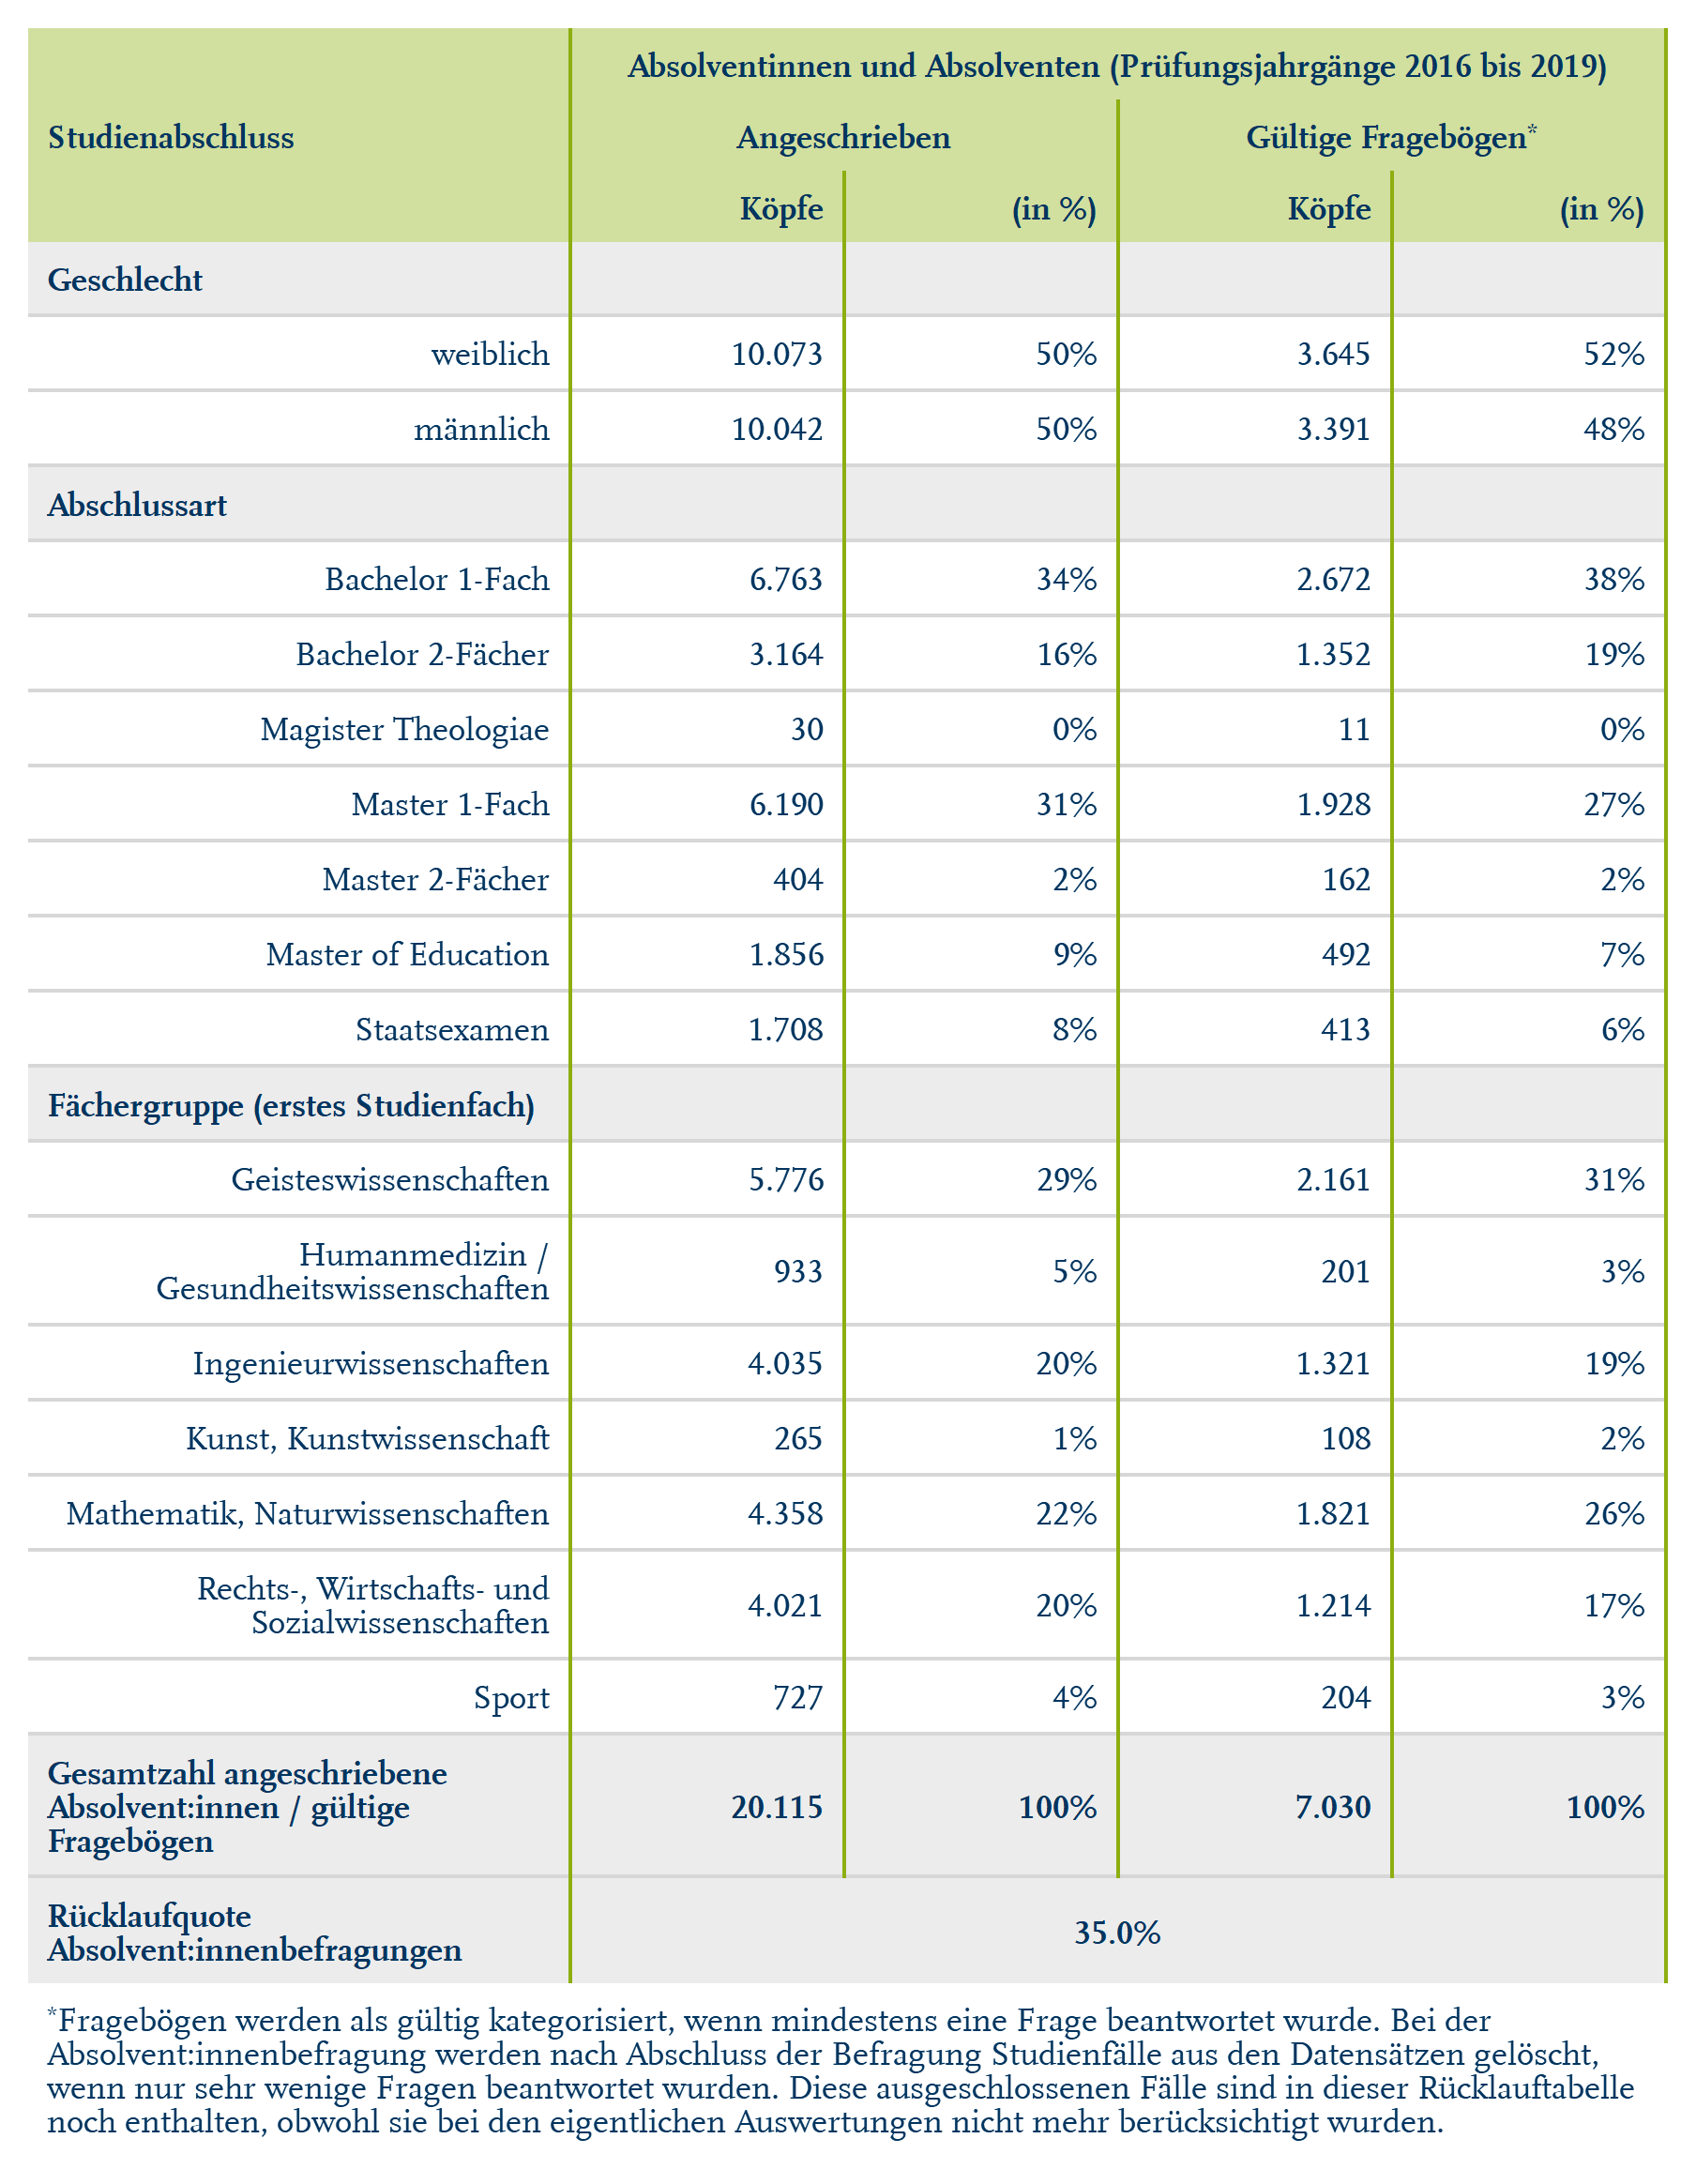 Absolventinnen und Absolventen (Prüfungsjahrgänge 2016 bis 2019)
Studienabschluss Angeschrieben Gültige Fragebögen*
Köpfe (in %) Köpfe (in %)
Geschlecht
weiblich 10.073 50% 3.645 52%
männlich 10.042 50% 3.391 48%
Abschlussart
Bachelor 1-Fach 6.763 34% 2.672 38%
Bachelor 2-Fächer 3.164 16% 1.352 19%
Magister Theologiae 30 0% 11 0%
Master 1-Fach 6.190 31% 1.928 27%
Master 2-Fächer 404 2% 162 2%
Master of Education 1.856 9% 492 7%
Staatsexamen 1.708 8% 413 6%
Fächergruppe (erstes Studienfach)
Geisteswissenschaften 5.776 29% 2.161 31%
Humanmedizin /
Gesundheitswissenschaften 933 5% 201 3%
Ingenieurwissenschaften 4.035 20% 1.321 19%
Kunst, Kunstwissenschaft 265 1% 108 2%
Mathematik, Naturwissenschaften 4.358 22% 1.821 26%
Rechts-, Wirtschafts- und
Sozialwissenschaften 4.021 20% 1.214 17%
Sport 727 4% 204 3%
Gesamtzahl angeschriebene
Absolvent:innen / gültige 20.115 100% 7.030 100%
Fragebögen
Rücklaufquote
Absolvent:innenbefragungen 35.0%
*Fragebögen werden als gültig kategorisiert, wenn mindestens eine Frage beantwortet wurde. Bei der
Absolvent:innenbefragung werden nach Abschluss der Befragung Studienfälle aus den Datensätzen gelöscht,
wenn nur sehr wenige Fragen beantwortet wurden. Diese ausgeschlossenen Fälle sind in dieser Rücklauftabelle
noch enthalten, obwohl sie bei den eigentlichen Auswertungen nicht mehr berücksichtigt wurden.